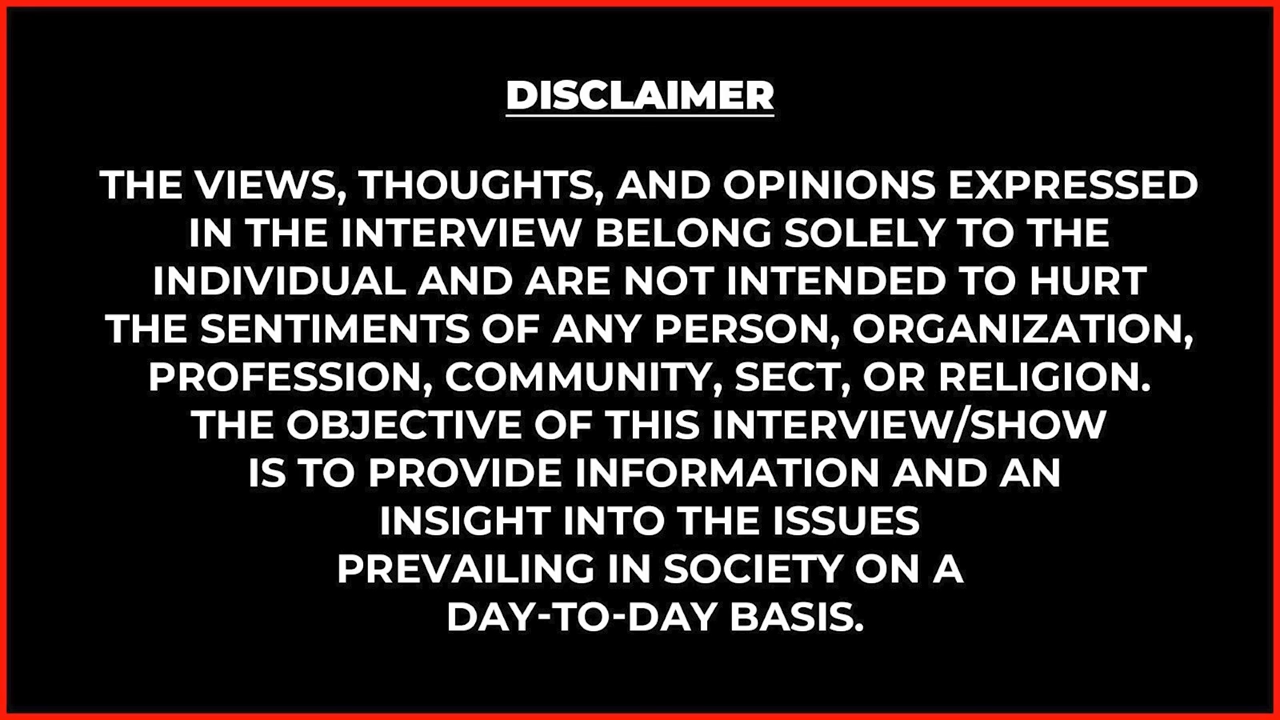 DISCLAIMER
THE VIEWS, THOUGHTS, AND OPINIONS EXPRESSED
IN THE INTERVIEW BELONG SOLELY TO THE
INDIVIDUAL AND ARE NOT INTENDED TO HURT
THE SENTIMENTS OF ANY PERSON, ORGANIZATION,
PROFESSION, COMMUNITY, SECT, OR RELIGION.
THE OBJECTIVE OF THIS INTERVIEW/SHOW
IS TO PROVIDE INFORMATION AND AN
INSIGHT INTO THE ISSUES
PREVAILING IN SOCIETY ON A
DAY-TO-DAY BASIS.